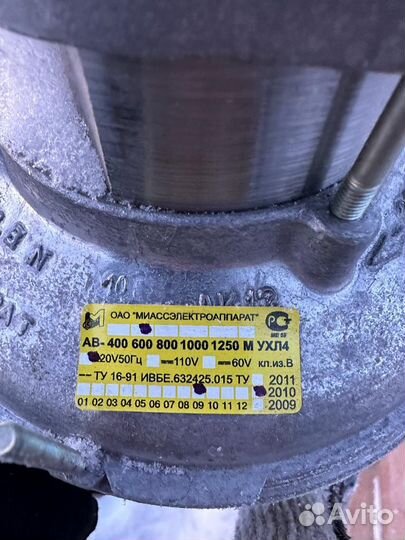 ОАО "МИАССЭЛЕКТРОАППАРАТ"
АВ- 400 600 800 1000 1250 М УХЛ4
20V50Гц —110V —60V кл.из.В
— ТУ 16-91 ИВБЕ.632425.015 ТУ 2011
2010
01 02 03 04 05 06 07 08 09 10 11 12 2009
Avito